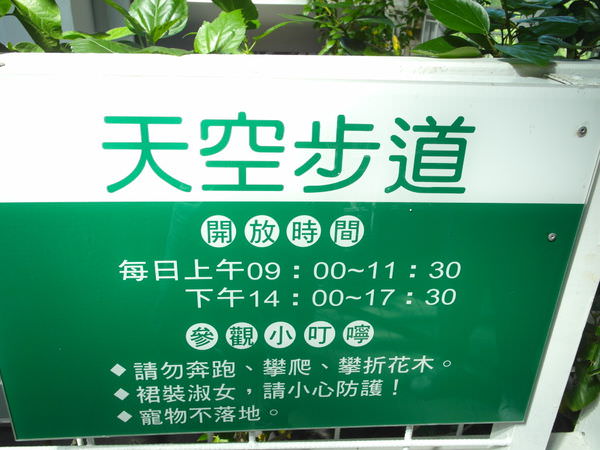 天空步道
開放時間
每日上午09：00~11：30
下午14：00~17：30
參觀小叮嚀
◆請勿奔跑、攀爬、攀折花木。
◆裙裝淑女，請小心防護！
◆寵物不落地。